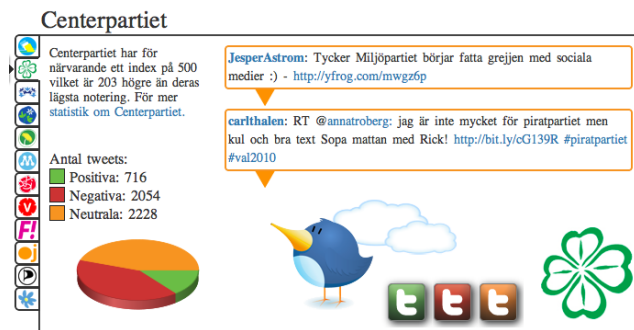 Centerpartiet
Centerpartiet har för
närvarande ett index på 500
vilket är 203 högre än deras
lägsta notering. För mer
statistik om Centerpartiet.
JesperAstrom: Tycker Miljöpartiet börjar fatta grejjen med sociala
medier :) - http://yfrog.com/mwgz6p
carlthalen: RT @annatroberg: jag är inte mycket för piratpartiet men
kul och bra text Sopa mattan med Rick! http://bit.ly/cG139R #piratpartiet
#val2010
Antal tweets:
Positiva: 716
Negativa: 2054
Neutrala: 2228
M
V
F!
oj
t t t